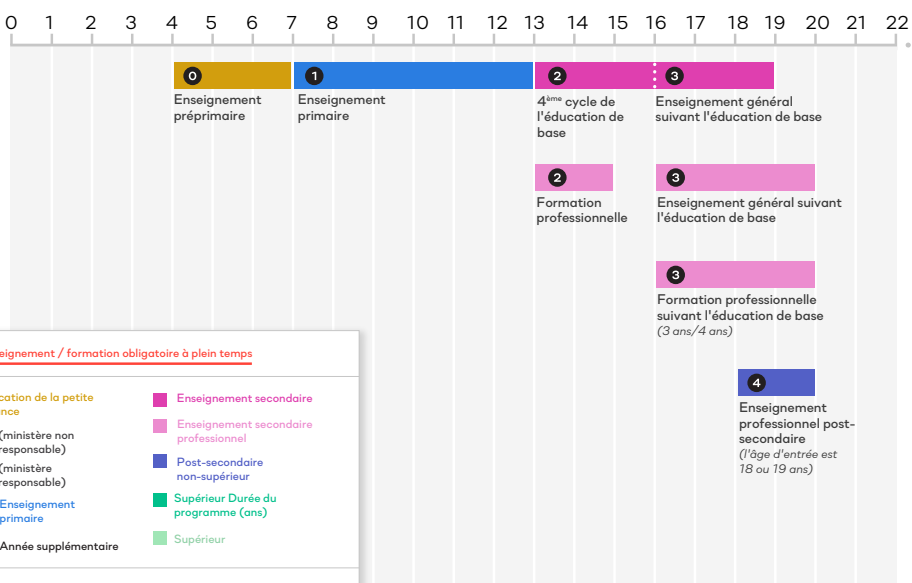 0 1 2 3 4 5 6 7 8 9 10 11 12 13 14 15 16 17 18 19 20 21 22
0
1
2
3
Enseignement
préprimaire
Enseignement
primaire
4ème cycle de
l'éducation de
base
Enseignement général
suivant l'éducation de base
2
3
Formation
professionnelle
Enseignement général suivant
l'éducation de base
3
Formation professionnelle
suivant l'éducation de base
(3 ans/4 ans)
4
Enseignement
professionnel post-
secondaire
(l'âge d'entrée est
18 ou 19 ans)
eignement / formation obligatoire à plein temps
cation de la petite
nce
(ministère non
responsable)
(ministère
responsable)
Enseignement
primaire
Année supplémentaire
Enseignement secondaire
Enseignement secondaire
professionnel
Post-secondaire
non-supérieur
Supérieur Durée du
programme (ans)
Supérieur